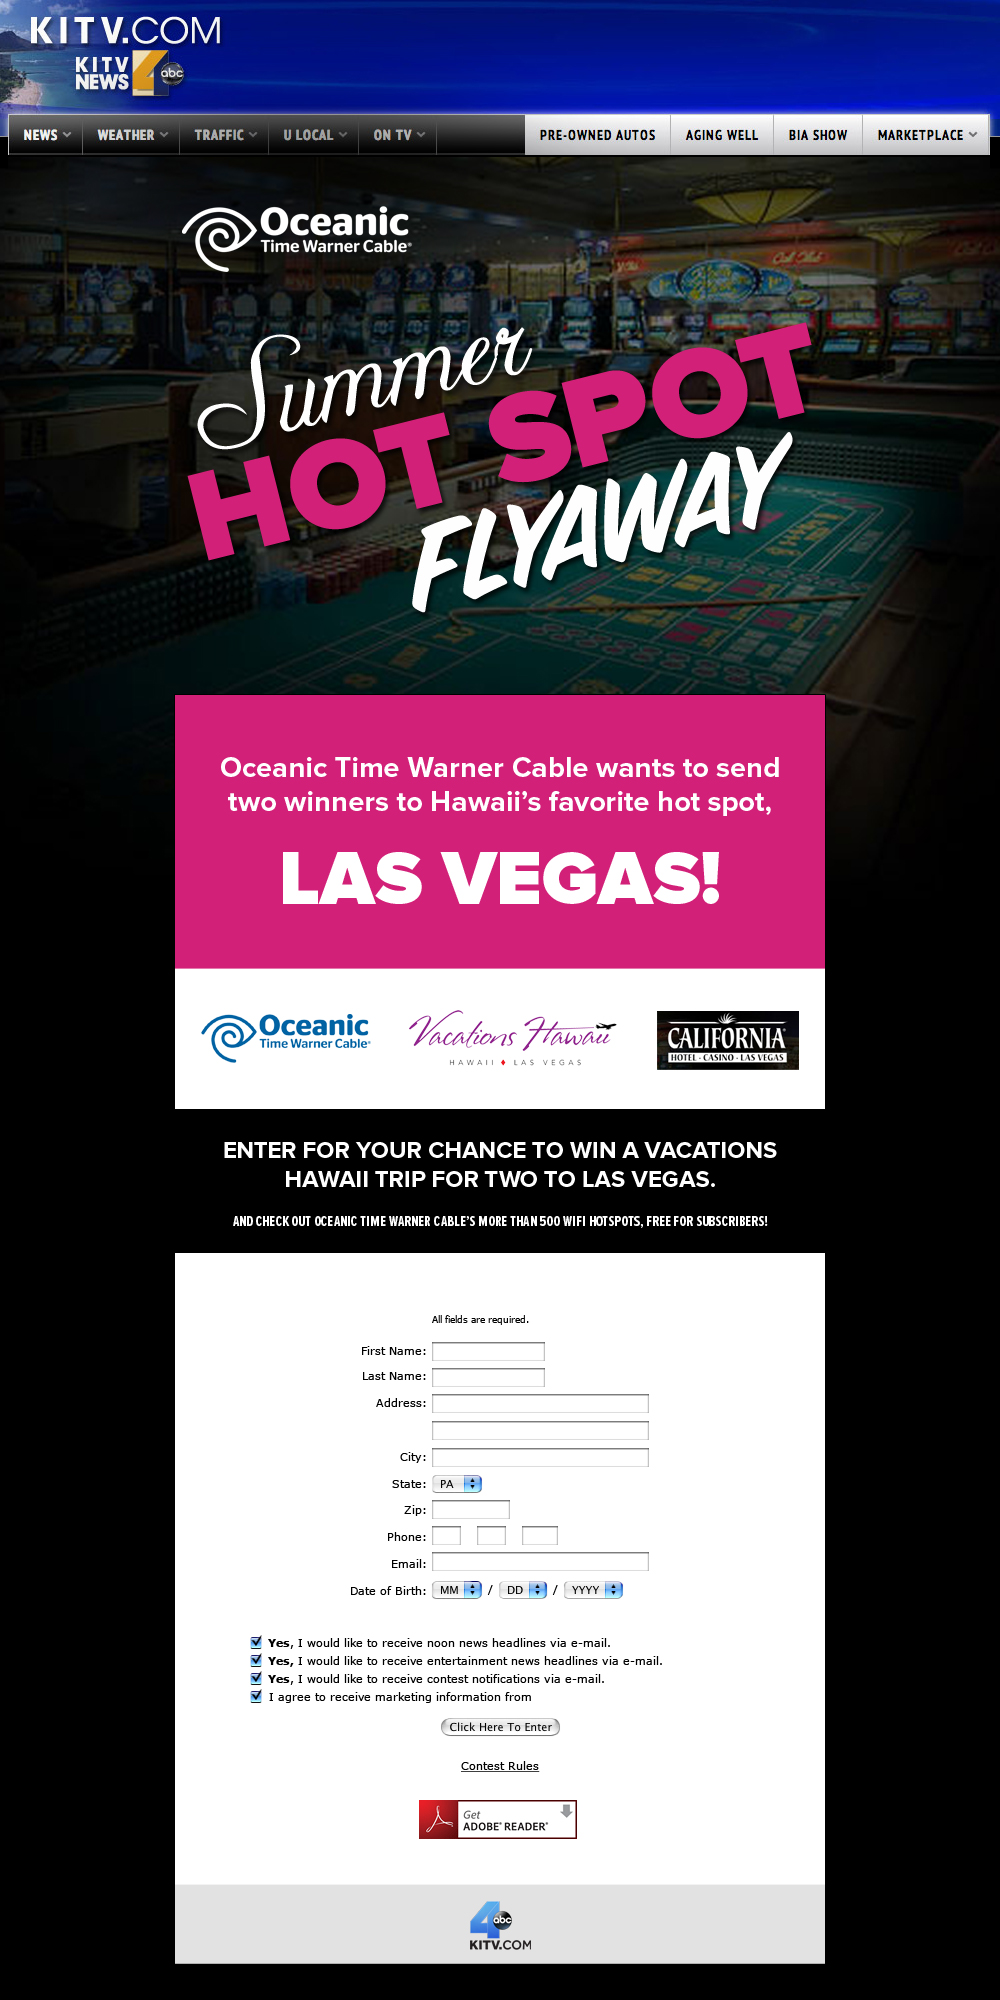 KITV.COM
KITV
NEWS 4 abc
NEWS WEATHER TRAFFIC U LOCAL ON TV PRE-OWNED AUTOS AGING WELL BIA SHOW MARKETPLACE
Oceanic
Time Warner Cable®
Summer
HOT SPOT
FLYAWAY
Oceanic Time Warner Cable wants to send
two winners to Hawaii’s favorite hot spot,
LAS VEGAS!
Oceanic
Time Warner Cable®
Vacations Hawaii
HAWAII ♦ LAS VEGAS
CALIFORNIA®
HOTEL • CASINO • LAS VEGAS
ENTER FOR YOUR CHANCE TO WIN A VACATIONS
HAWAII TRIP FOR TWO TO LAS VEGAS.
AND CHECK OUT OCEANIC TIME WARNER CABLE’S MORE THAN 500 WIFI HOTSPOTS, FREE FOR SUBSCRIBERS!
All fields are required.
First Name:
Last Name:
Address:
City:
State: PA
Zip:
Phone:
Email:
Date of Birth: MM / DD / YYYY
Yes, I would like to receive noon news headlines via e-mail.
Yes, I would like to receive entertainment news headlines via e-mail.
Yes, I would like to receive contest notifications via e-mail.
I agree to receive marketing information from
Click Here To Enter
Contest Rules
Get
ADOBE® READER®
4 abc
KITV.COM